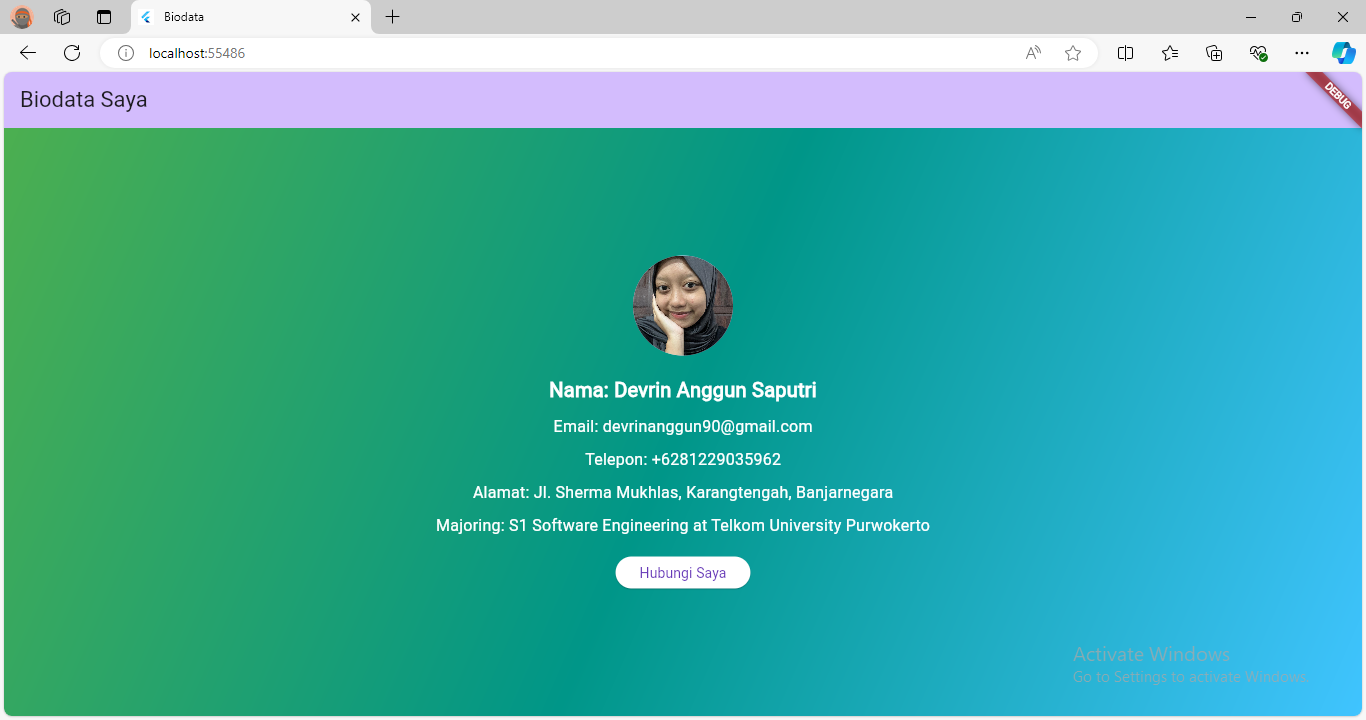 Biodata
localhost:55486
Biodata Saya
DEBUG
Nama: Devrin Anggun Saputri
Email: devrinanggun90@gmail.com
Telepon: +6281229035962
Alamat: Jl. Sherma Mukhlas, Karangtengah, Banjarnegara
Majoring: S1 Software Engineering at Telkom University Purwokerto
Hubungi Saya
Activate Windows
Go to Settings to activate Windows.